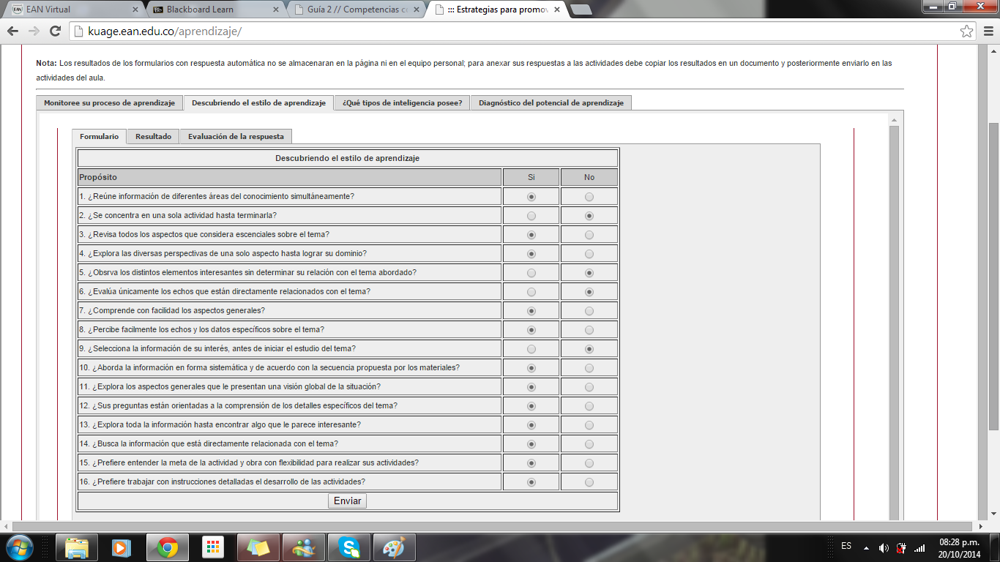 EAN Virtual
Blackboard Learn
Guía 2 // Competencias c
::: Estrategias para promov
kuage.ean.edu.co/aprendizaje/
Nota: Los resultados de los formularios con respuesta automática no se almacenaran en la página ni en el equipo personal; para anexar sus respuestas a las actividades debe copiar los resultados en un documento y posteriormente enviarlo en las
actividades del aula.
Monitoree su proceso de aprendizaje
Descubriendo el estilo de aprendizaje
¿Qué tipos de inteligencia posee?
Diagnóstico del potencial de aprendizaje
Formulario
Resultado
Evaluación de la respuesta
Descubriendo el estilo de aprendizaje
Propósito Si No
1. ¿Reúne información de diferentes áreas del conocimiento simultáneamente?
2. ¿Se concentra en una sola actividad hasta terminarla?
3. ¿Revisa todos los aspectos que considera escenciales sobre el tema?
4. ¿Explora las diversas perspectivas de una solo aspecto hasta lograr su dominio?
5. ¿Obsrva los distintos elementos interesantes sin determinar su relación con el tema abordado?
6. ¿Evalúa únicamente los echos que están directamente relacionados con el tema?
7. ¿Comprende con facilidad los aspectos generales?
8. ¿Percibe facilmente los echos y los datos específicos sobre el tema?
9. ¿Selecciona la información de su interés, antes de iniciar el estudio del tema?
10. ¿Aborda la información en forma sistemática y de acuerdo con la secuencia propuesta por los materiales?
11. ¿Explora los aspectos generales que le presentan una visión global de la situación?
12. ¿Sus preguntas están orientadas a la comprensión de los detalles específicos del tema?
13. ¿Explora toda la información hasta encontrar algo que le parece interesante?
14. ¿Busca la información que está directamente relacionada con el tema?
15. ¿Prefiere entender la meta de la actividad y obra con flexibilidad para realizar sus actividades?
16. ¿Prefiere trabajar con instrucciones detalladas el desarrollo de las actividades?
Enviar
ES
08:28 p.m.
20/10/2014